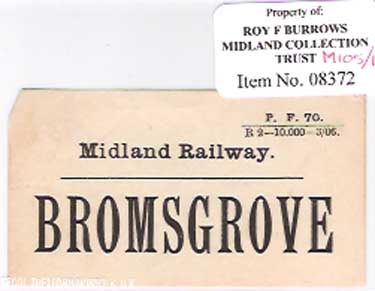 Property of:
ROY F BURROWS
MIDLAND COLLECTION
TRUST
Item No. 08372
P. F. 70.
R 2—10,000—3/06.
Midland Railway.
BROMSGROVE